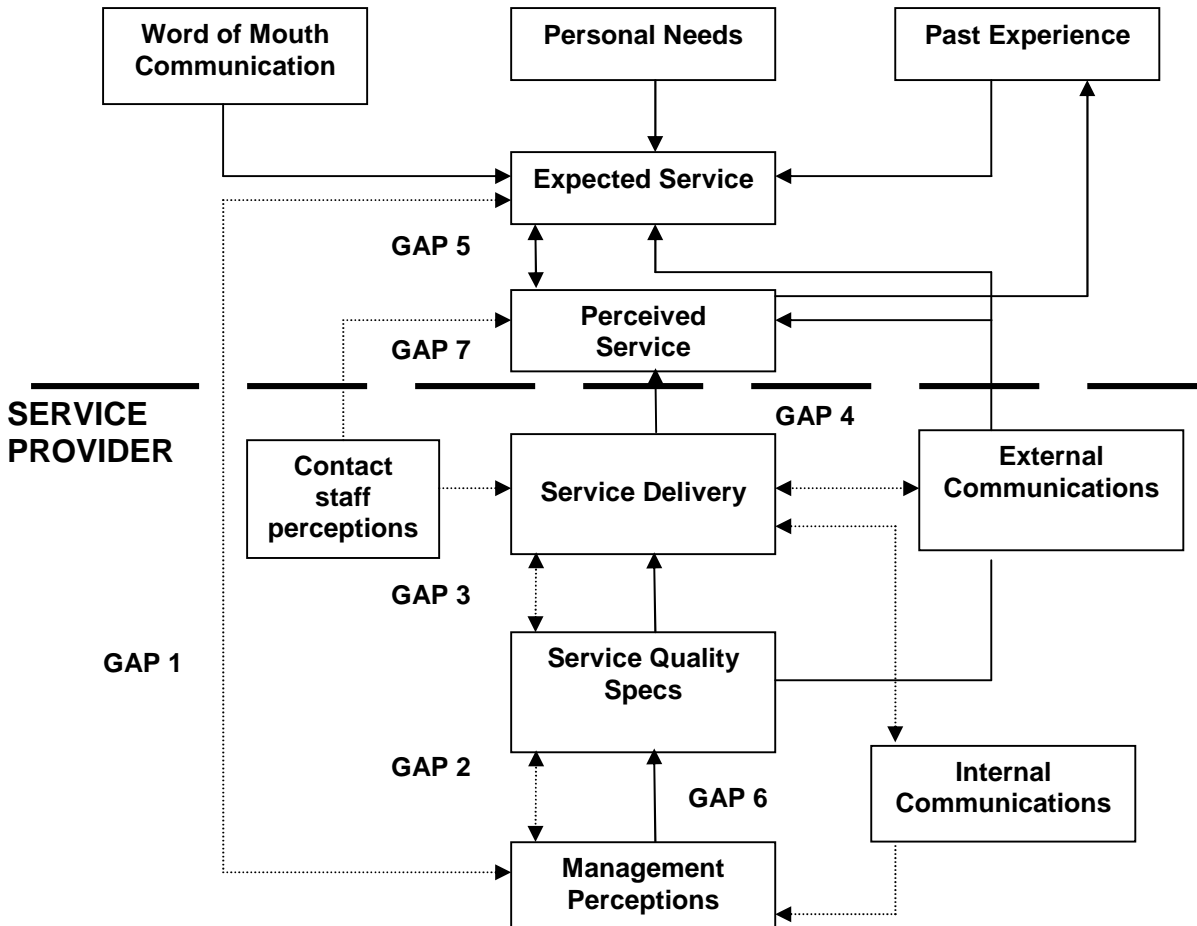 Word of Mouth
Communication
Personal Needs
Past Experience
Expected Service
GAP 5
Perceived
Service
GAP 7
SERVICE
PROVIDER
GAP 4
Contact
staff
perceptions
Service Delivery
External
Communications
GAP 3
GAP 1
Service Quality
Specs
GAP 2
GAP 6
Internal
Communications
Management
Perceptions